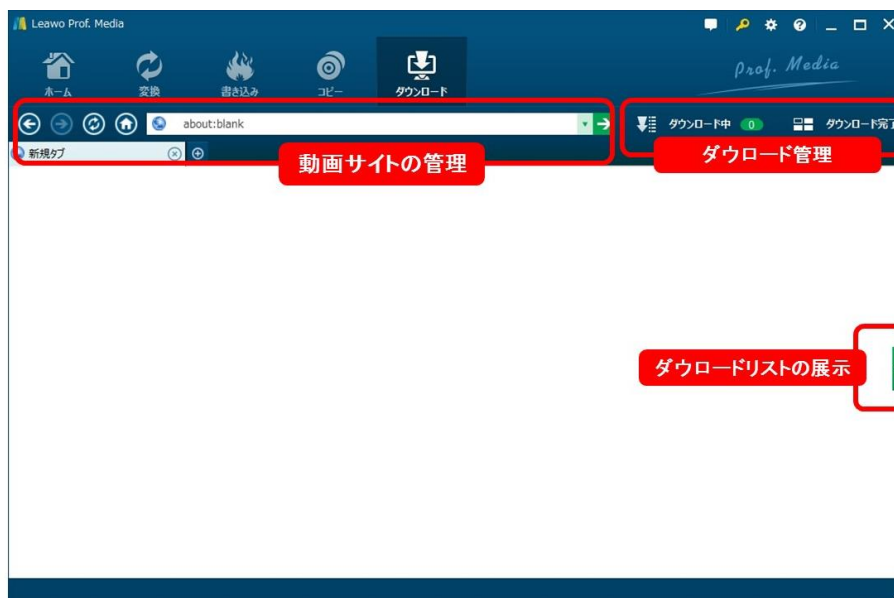 Leawo Prof. Media
ホーム
変換
書き込み
コピー
ダウンロード
Prof. Media
about:blank
ダウンロード中 0
ダウンロード完了
新規タブ
動画サイトの管理
ダウロード管理
ダウロードリストの展示